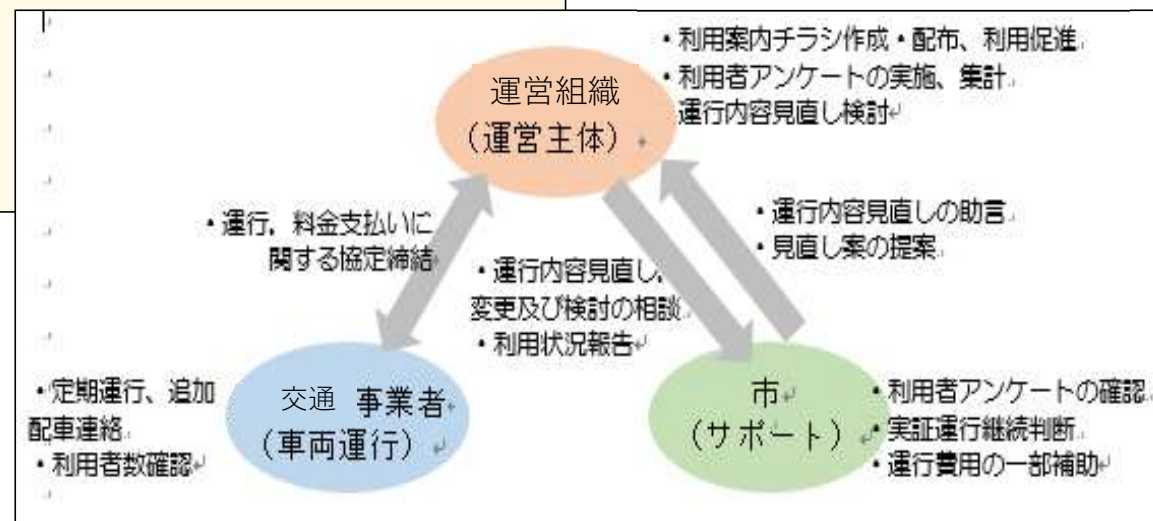 ・利用案内チラシ作成・配布、利用促進
・利用者アンケートの実施、集計
運行内容見直し検討
運営組織
（運営主体）
・運行，料金支払いに
関する協定締結
・運行内容見直し、
変更及び検討の相談
・利用状況報告
・運行内容見直しの助言
・見直し案の提案
・定期運行、追加
配車連絡
・利用者数確認
交通 事業者
（車両運行）
市
（サポート）
・利用者アンケートの確認
・実証運行継続判断
・運行費用の一部補助